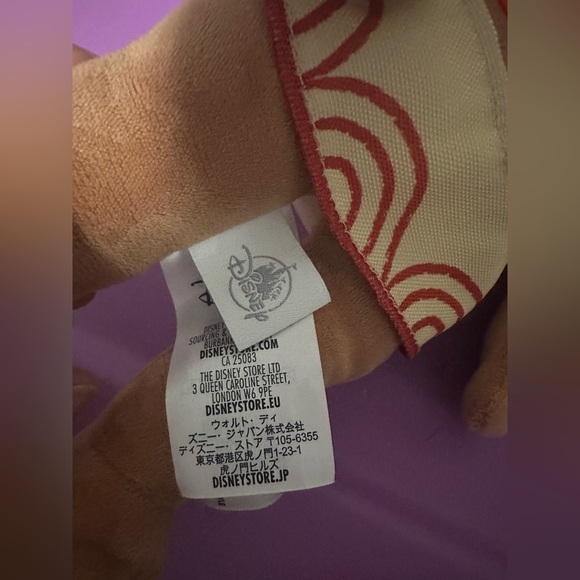 Disney
DISNEY
SOURCING &
BURBANK
DISNEYSTORE.COM
CA 25083
THE DISNEY STORE LTD
3 QUEEN CAROLINE STREET,
LONDON W6 9PE
DISNEYSTORE.EU
ウォルト・ディ
ズニー・ジャパン株式会社
ディズニー・ストア 〒105-6355
東京都港区虎ノ門1-23-1
虎ノ門ヒルズ
DISNEYSTORE.JP